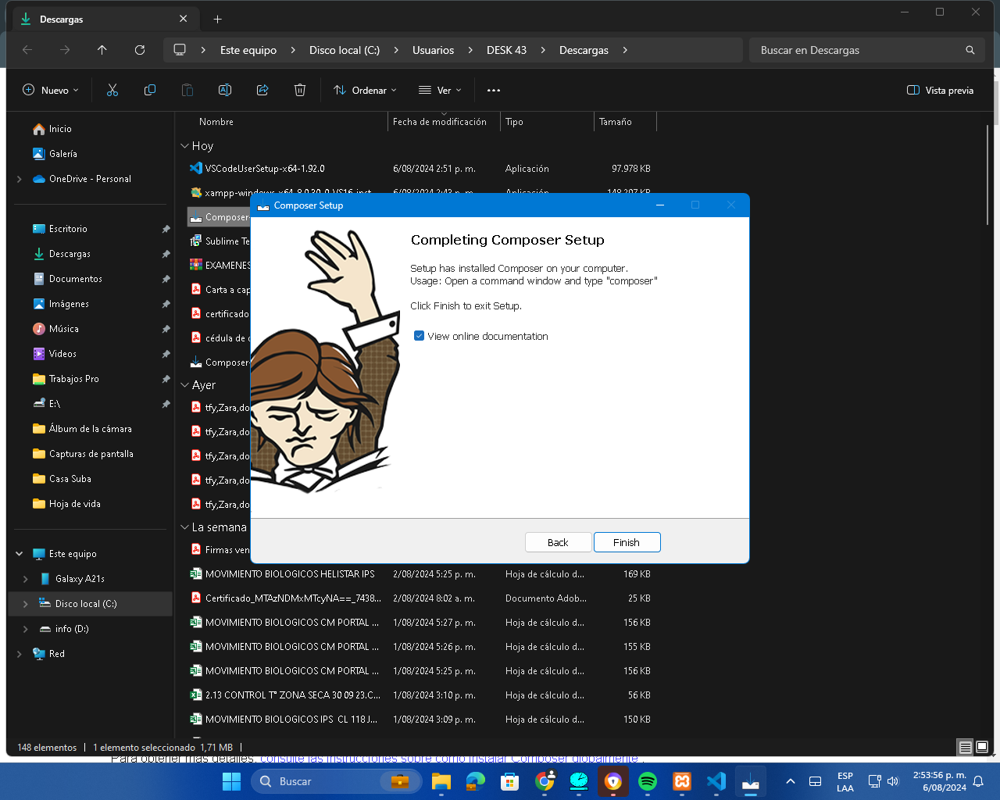 Descargas
Este equipo
Disco local (C:)
Usuarios
DESK 43
Descargas
Buscar en Descargas
Nuevo
Ordenar
Ver
Vista previa
Inicio
Galería
OneDrive - Personal
Escritorio
Descargas
Documentos
Imágenes
Música
Videos
Trabajos Pro
E:\
Álbum de la cámara
Capturas de pantalla
Casa Suba
Hoja de vida
Este equipo
Galaxy A21s
Disco local (C:)
info (D:)
Red
Nombre Fecha de modificación Tipo Tamaño
Hoy
VSCodeUserSetup-x64-1.92.0 6/08/2024 2:51 p. m. Aplicación 97.978 KB
xampp-windows-x64-8.0.30-0-VS16-inst... 6/08/2024 2:43 p. m. Aplicación 148.207 KB
Composer-
Sublime Te
EXAMENES
Carta a cap
certificado
cédula de c
Composer-
Ayer
tfy,Zara,do
tfy,Zara,do
tfy,Zara,do
tfy,Zara,do
tfy,Zara,do
La semana
Firmas ven
MOVIMIENTO BIOLOGICOS HELISTAR IPS 2/08/2024 5:25 p. m. Hoja de cálculo d... 169 KB
Certificado_MTAzNDMxMTcyNA==_7438... 2/08/2024 8:02 a. m. Documento Adob... 25 KB
MOVIMIENTO BIOLOGICOS CM PORTAL ... 1/08/2024 5:27 p. m. Hoja de cálculo d... 156 KB
MOVIMIENTO BIOLOGICOS CM PORTAL ... 1/08/2024 5:26 p. m. Hoja de cálculo d... 155 KB
MOVIMIENTO BIOLOGICOS CM PORTAL ... 1/08/2024 5:25 p. m. Hoja de cálculo d... 156 KB
2.13 CONTROL T° ZONA SECA 30 09 23.C... 1/08/2024 3:10 p. m. Hoja de cálculo d... 56 KB
MOVIMIENTO BIOLOGICOS IPS CL 118 J... 1/08/2024 3:09 p. m. Hoja de cálculo d... 150 KB
Composer Setup
Completing Composer Setup
Setup has installed Composer on your computer.
Usage: Open a command window and type "composer"
Click Finish to exit Setup.
View online documentation
Back
Finish
148 elementos
1 elemento seleccionado 1,71 MB
Para obtener más detalles, consulte las instrucciones sobre cómo instalar Composer globalmente .
Buscar
ESP
LAA
2:53:56 p. m.
6/08/2024